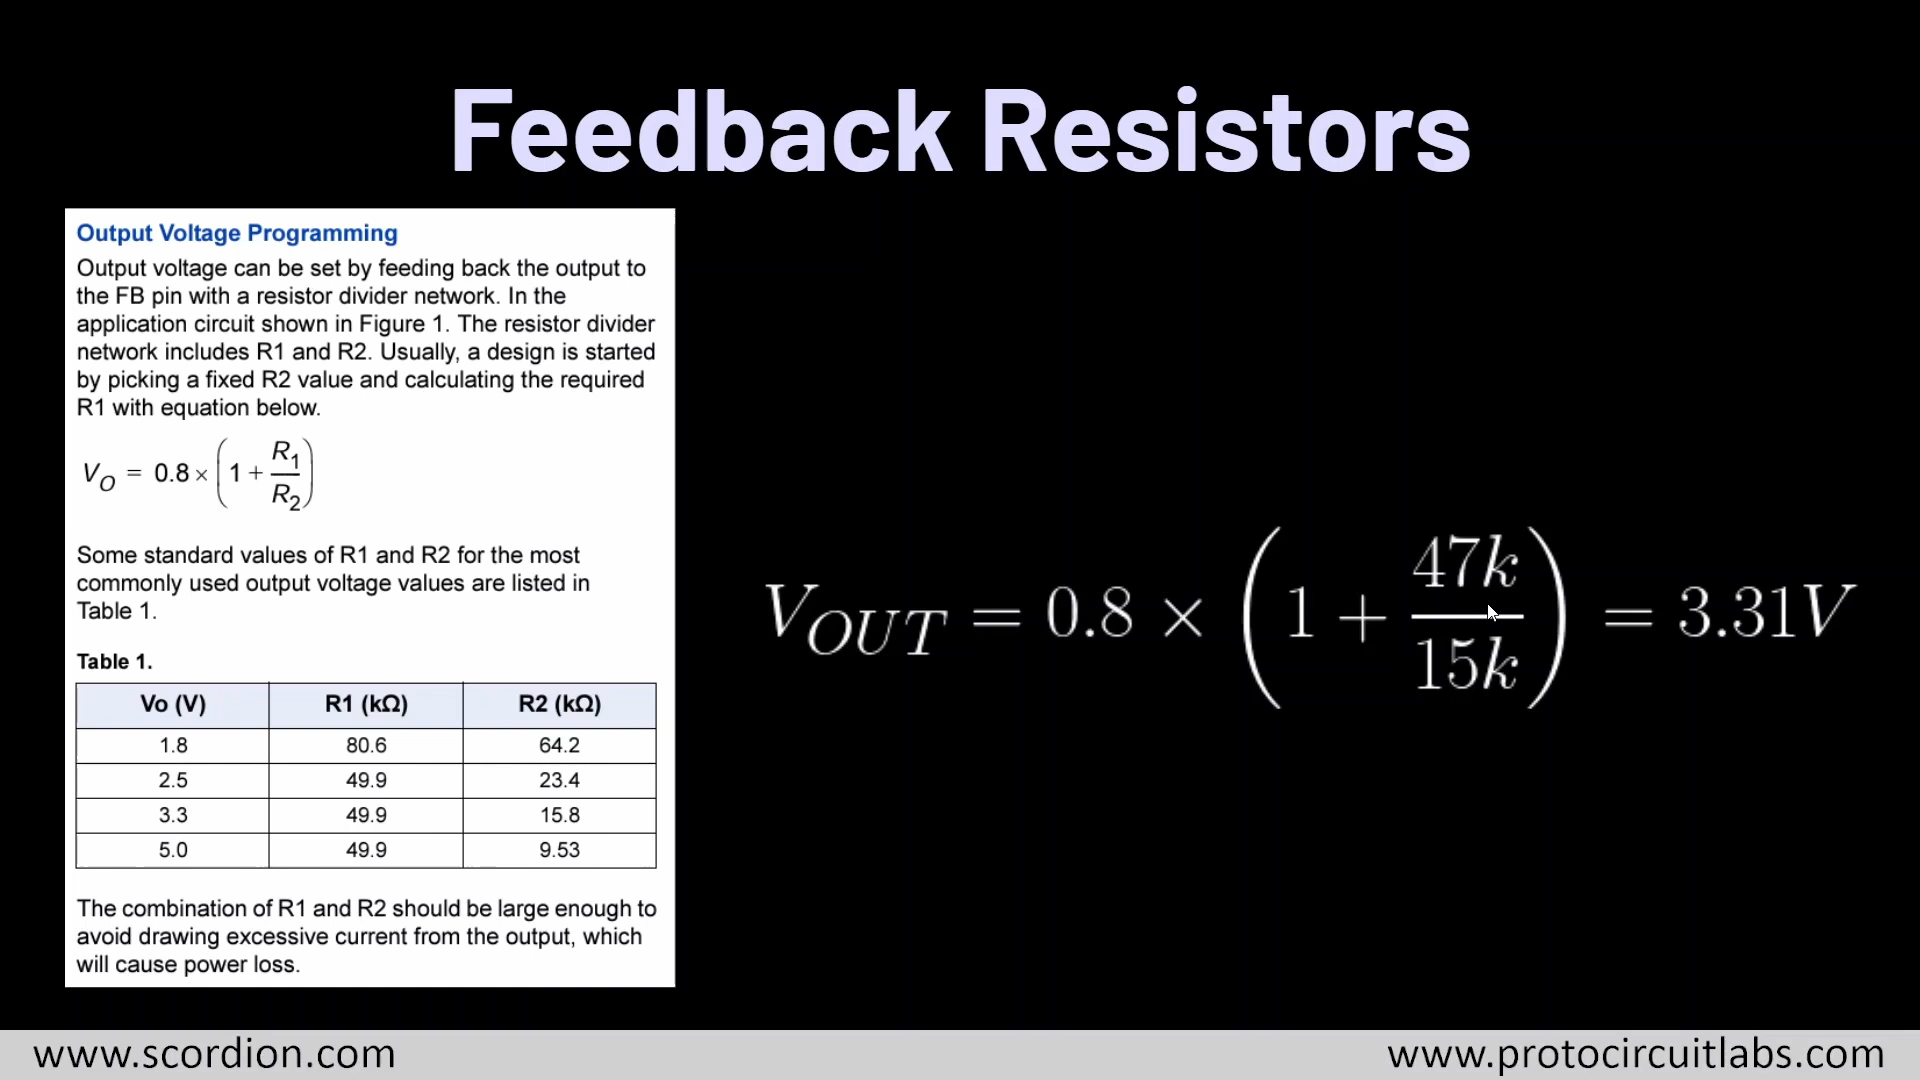 Feedback Resistors
Output Voltage Programming
Output voltage can be set by feeding back the output to
the FB pin with a resistor divider network. In the
application circuit shown in Figure 1. The resistor divider
network includes R1 and R2. Usually, a design is started
by picking a fixed R2 value and calculating the required
R1 with equation below.
V_O = 0.8 × (1 + R_1/R_2)
Some standard values of R1 and R2 for the most
commonly used output voltage values are listed in
Table 1.
Table 1.
Vo (V) R1 (kΩ) R2 (kΩ)
1.8 80.6 64.2
2.5 49.9 23.4
3.3 49.9 15.8
5.0 49.9 9.53
The combination of R1 and R2 should be large enough to
avoid drawing excessive current from the output, which
will cause power loss.
V_OUT = 0.8 × (1 + 47k/15k) = 3.31V
www.scordion.com
www.protocircuitlabs.com